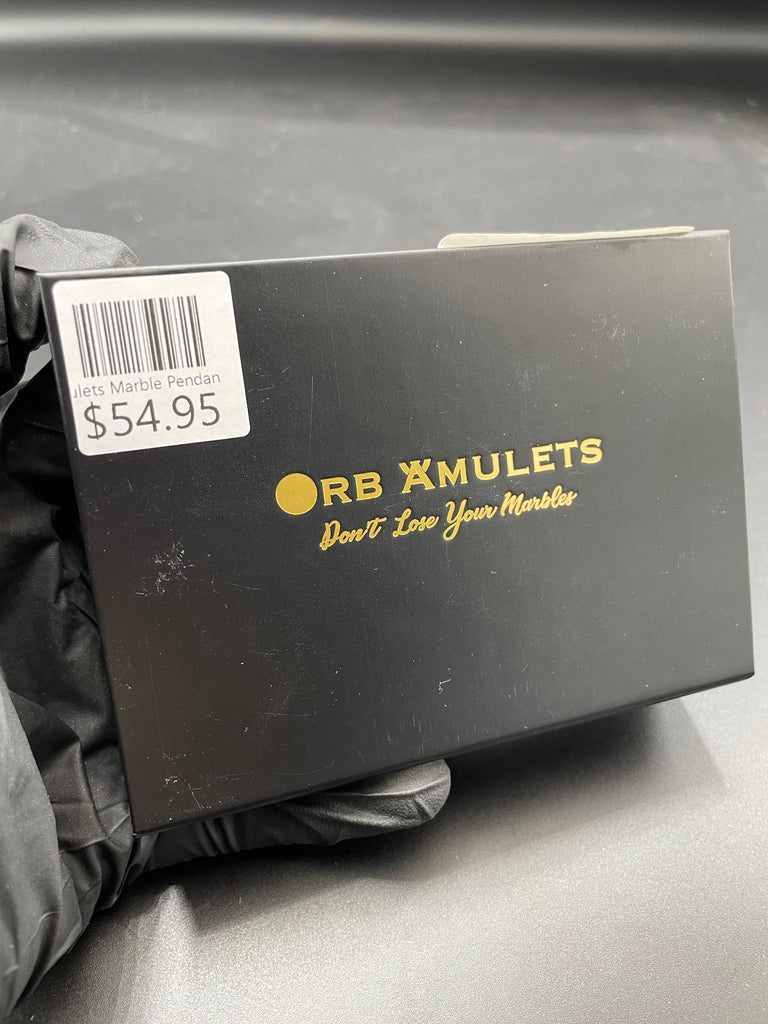 ulets Marble Pendan
$54.95
ORB AMULETS
Don't Lose Your Marbles